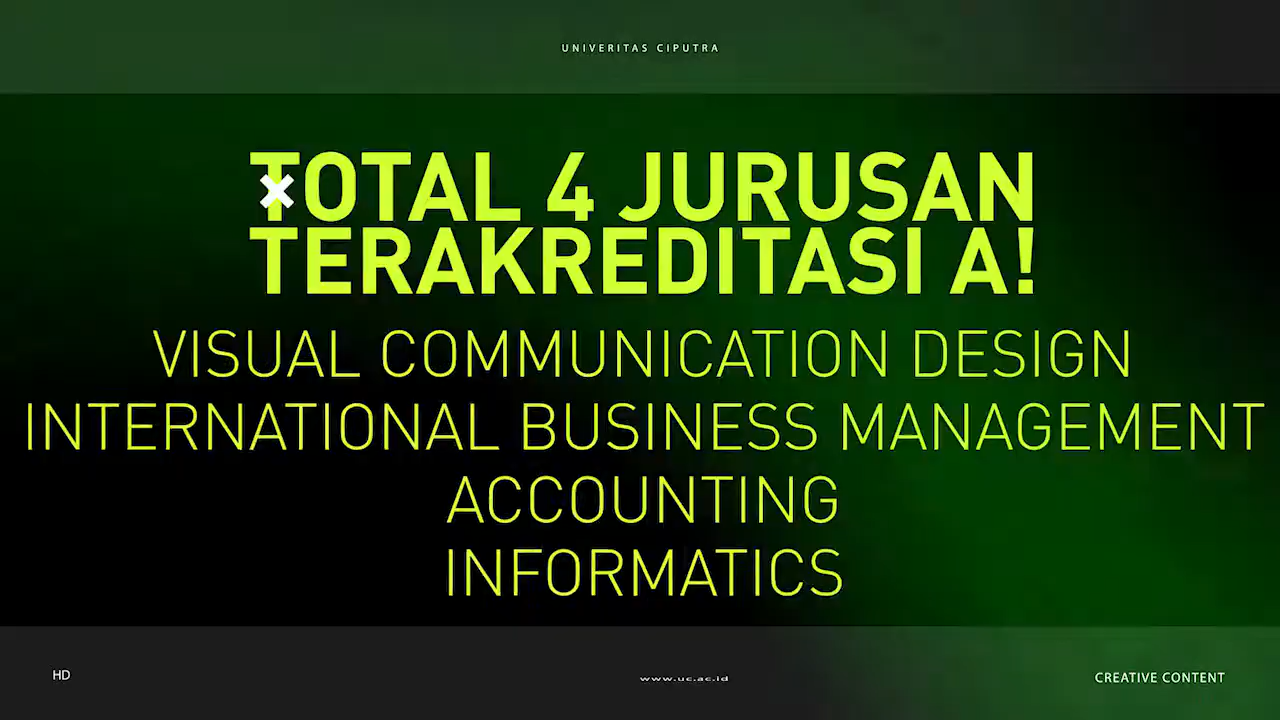 UNIVERITAS CIPUTRA
TOTAL 4 JURUSAN
TERAKREDITASI A!
VISUAL COMMUNICATION DESIGN
INTERNATIONAL BUSINESS MANAGEMENT
ACCOUNTING
INFORMATICS
HD
www.uc.ac.id
CREATIVE CONTENT